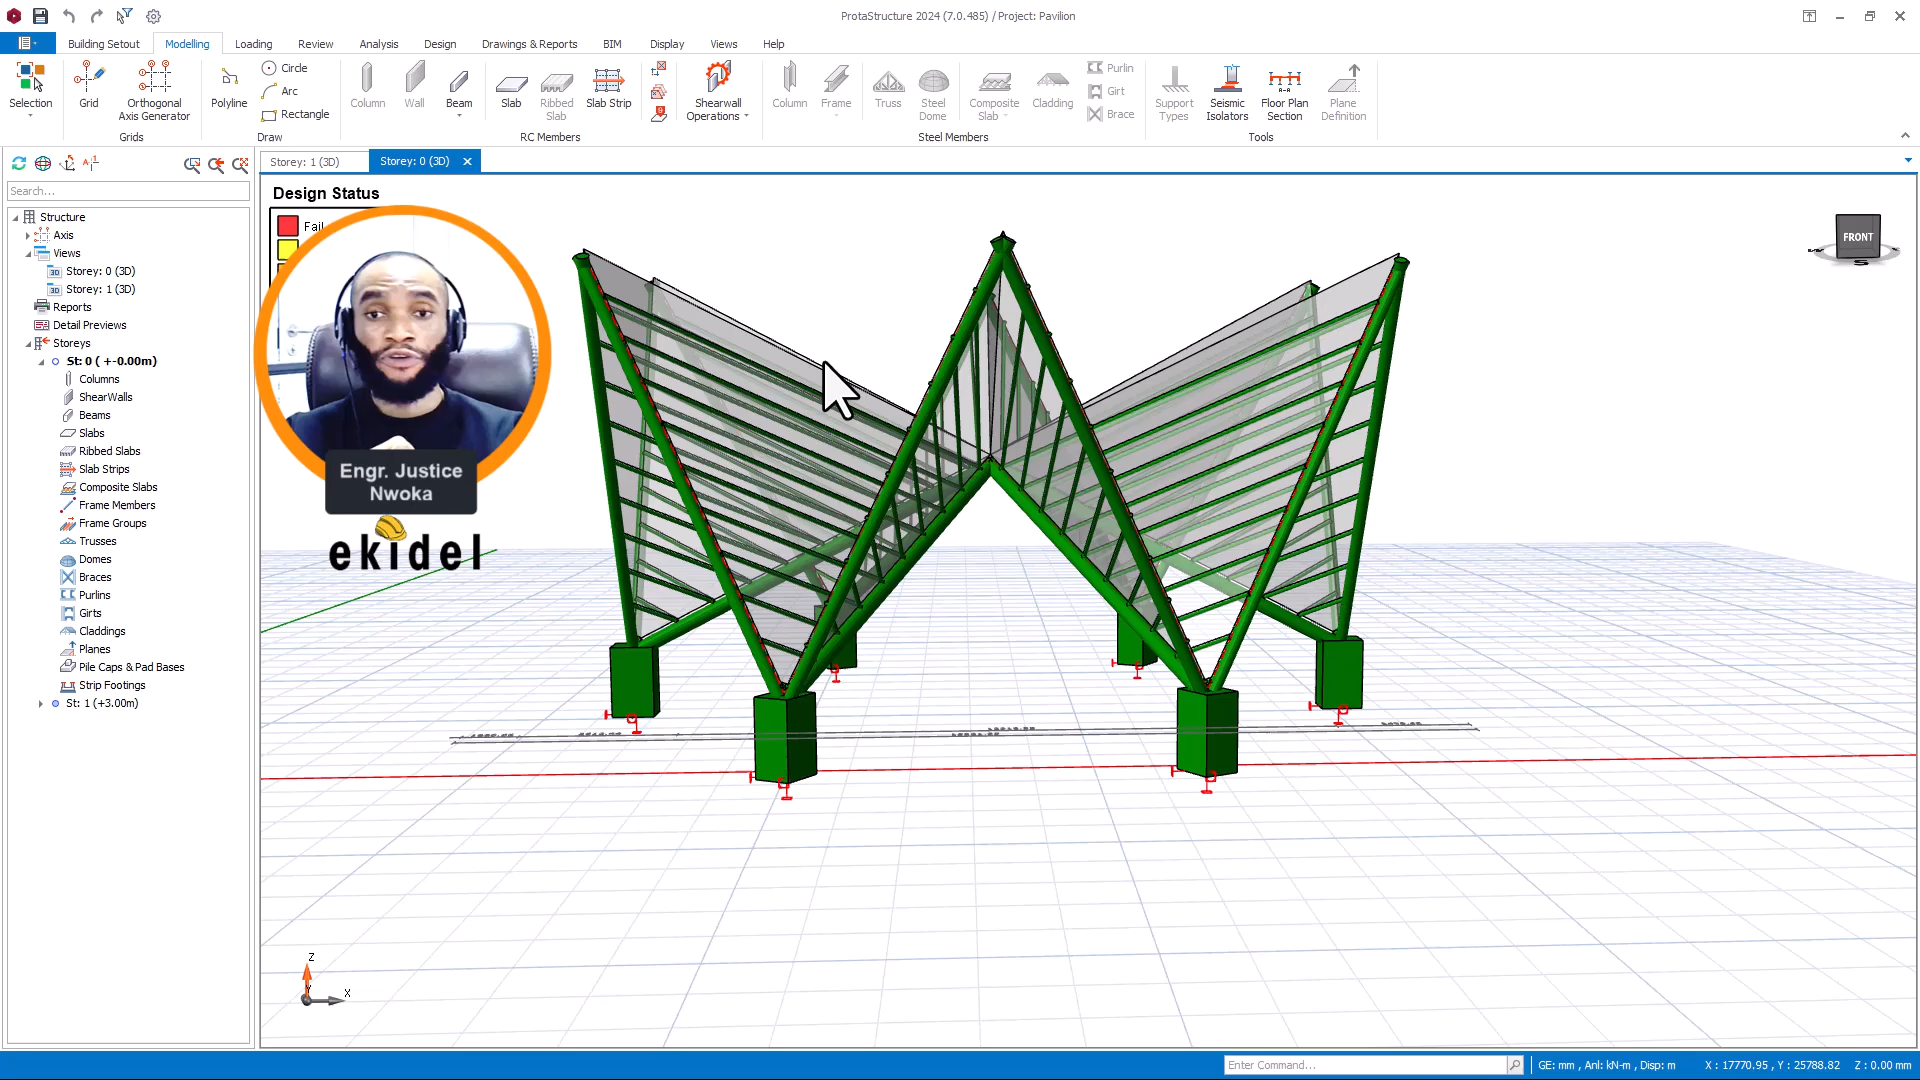 ProtaStructure 2024 (7.0.485) / Project: Pavilion
Building Setout
Modelling
Loading
Review
Analysis
Design
Drawings & Reports
BIM
Display
Views
Help
Selection
Grid
Orthogonal
Axis Generator
Grids
Polyline
Circle
Arc
Rectangle
Draw
Column
Wall
Beam
Slab
Ribbed
Slab
Slab Strip
RC Members
Shearwall
Operations
Column
Frame
Truss
Steel
Dome
Composite
Slab
Cladding
Purlin
Girt
Brace
Steel Members
Support
Types
Seismic
Isolators
Floor Plan
Section
Plane
Definition
Tools
Storey: 1 (3D)
Storey: 0 (3D)
Search...
Structure
Axis
Views
Storey: 0 (3D)
Storey: 1 (3D)
Reports
Detail Previews
Storeys
St: 0 ( +-0.00m)
Columns
ShearWalls
Beams
Slabs
Ribbed Slabs
Slab Strips
Composite Slabs
Frame Members
Frame Groups
Trusses
Domes
Braces
Purlins
Girts
Claddings
Planes
Pile Caps & Pad Bases
Strip Footings
St: 1 (+3.00m)
Design Status
Fail
Engr. Justice
Nwoka
ekidel
FRONT
S
Z
Y
X
Enter Command...
GE: mm , Anl: kN-m , Disp: m
X : 17770.95 , Y : 25788.82
Z : 0.00 mm